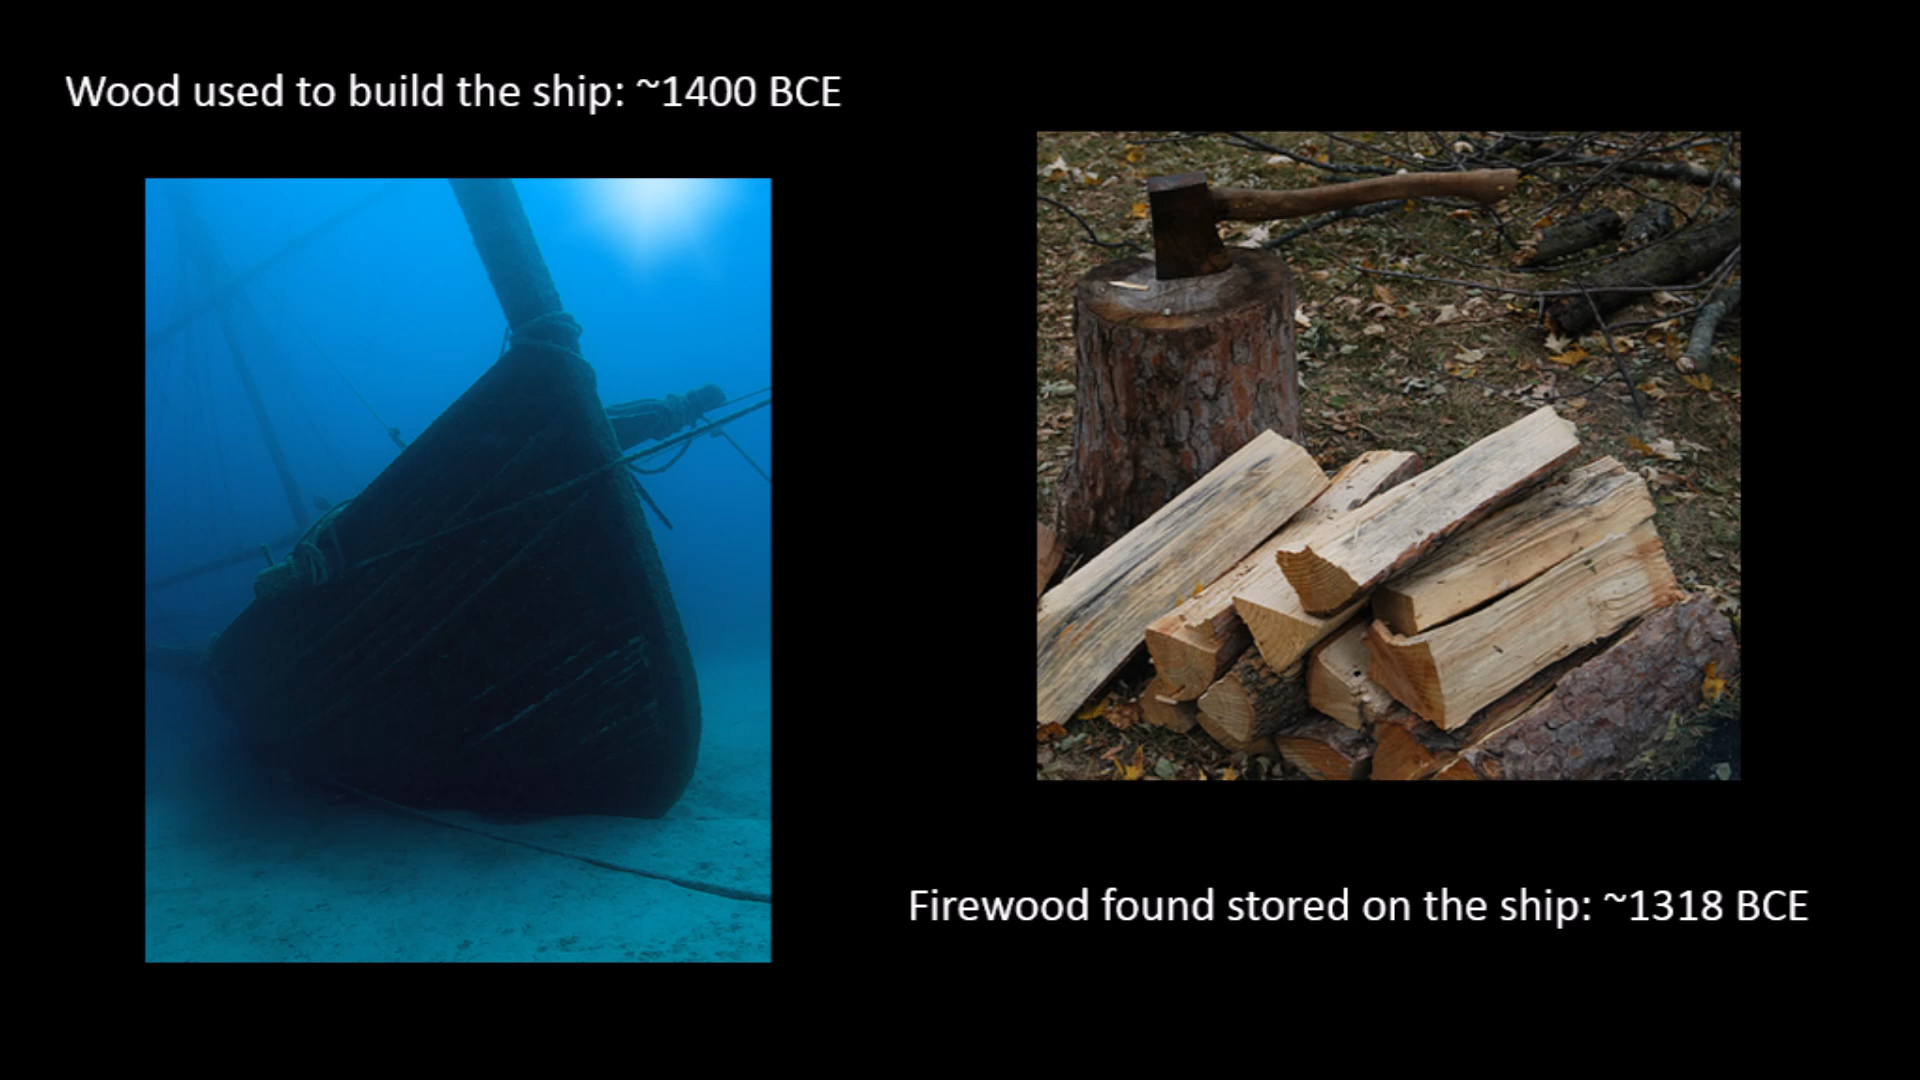 Wood used to build the ship: ~1400 BCE
Firewood found stored on the ship: ~1318 BCE